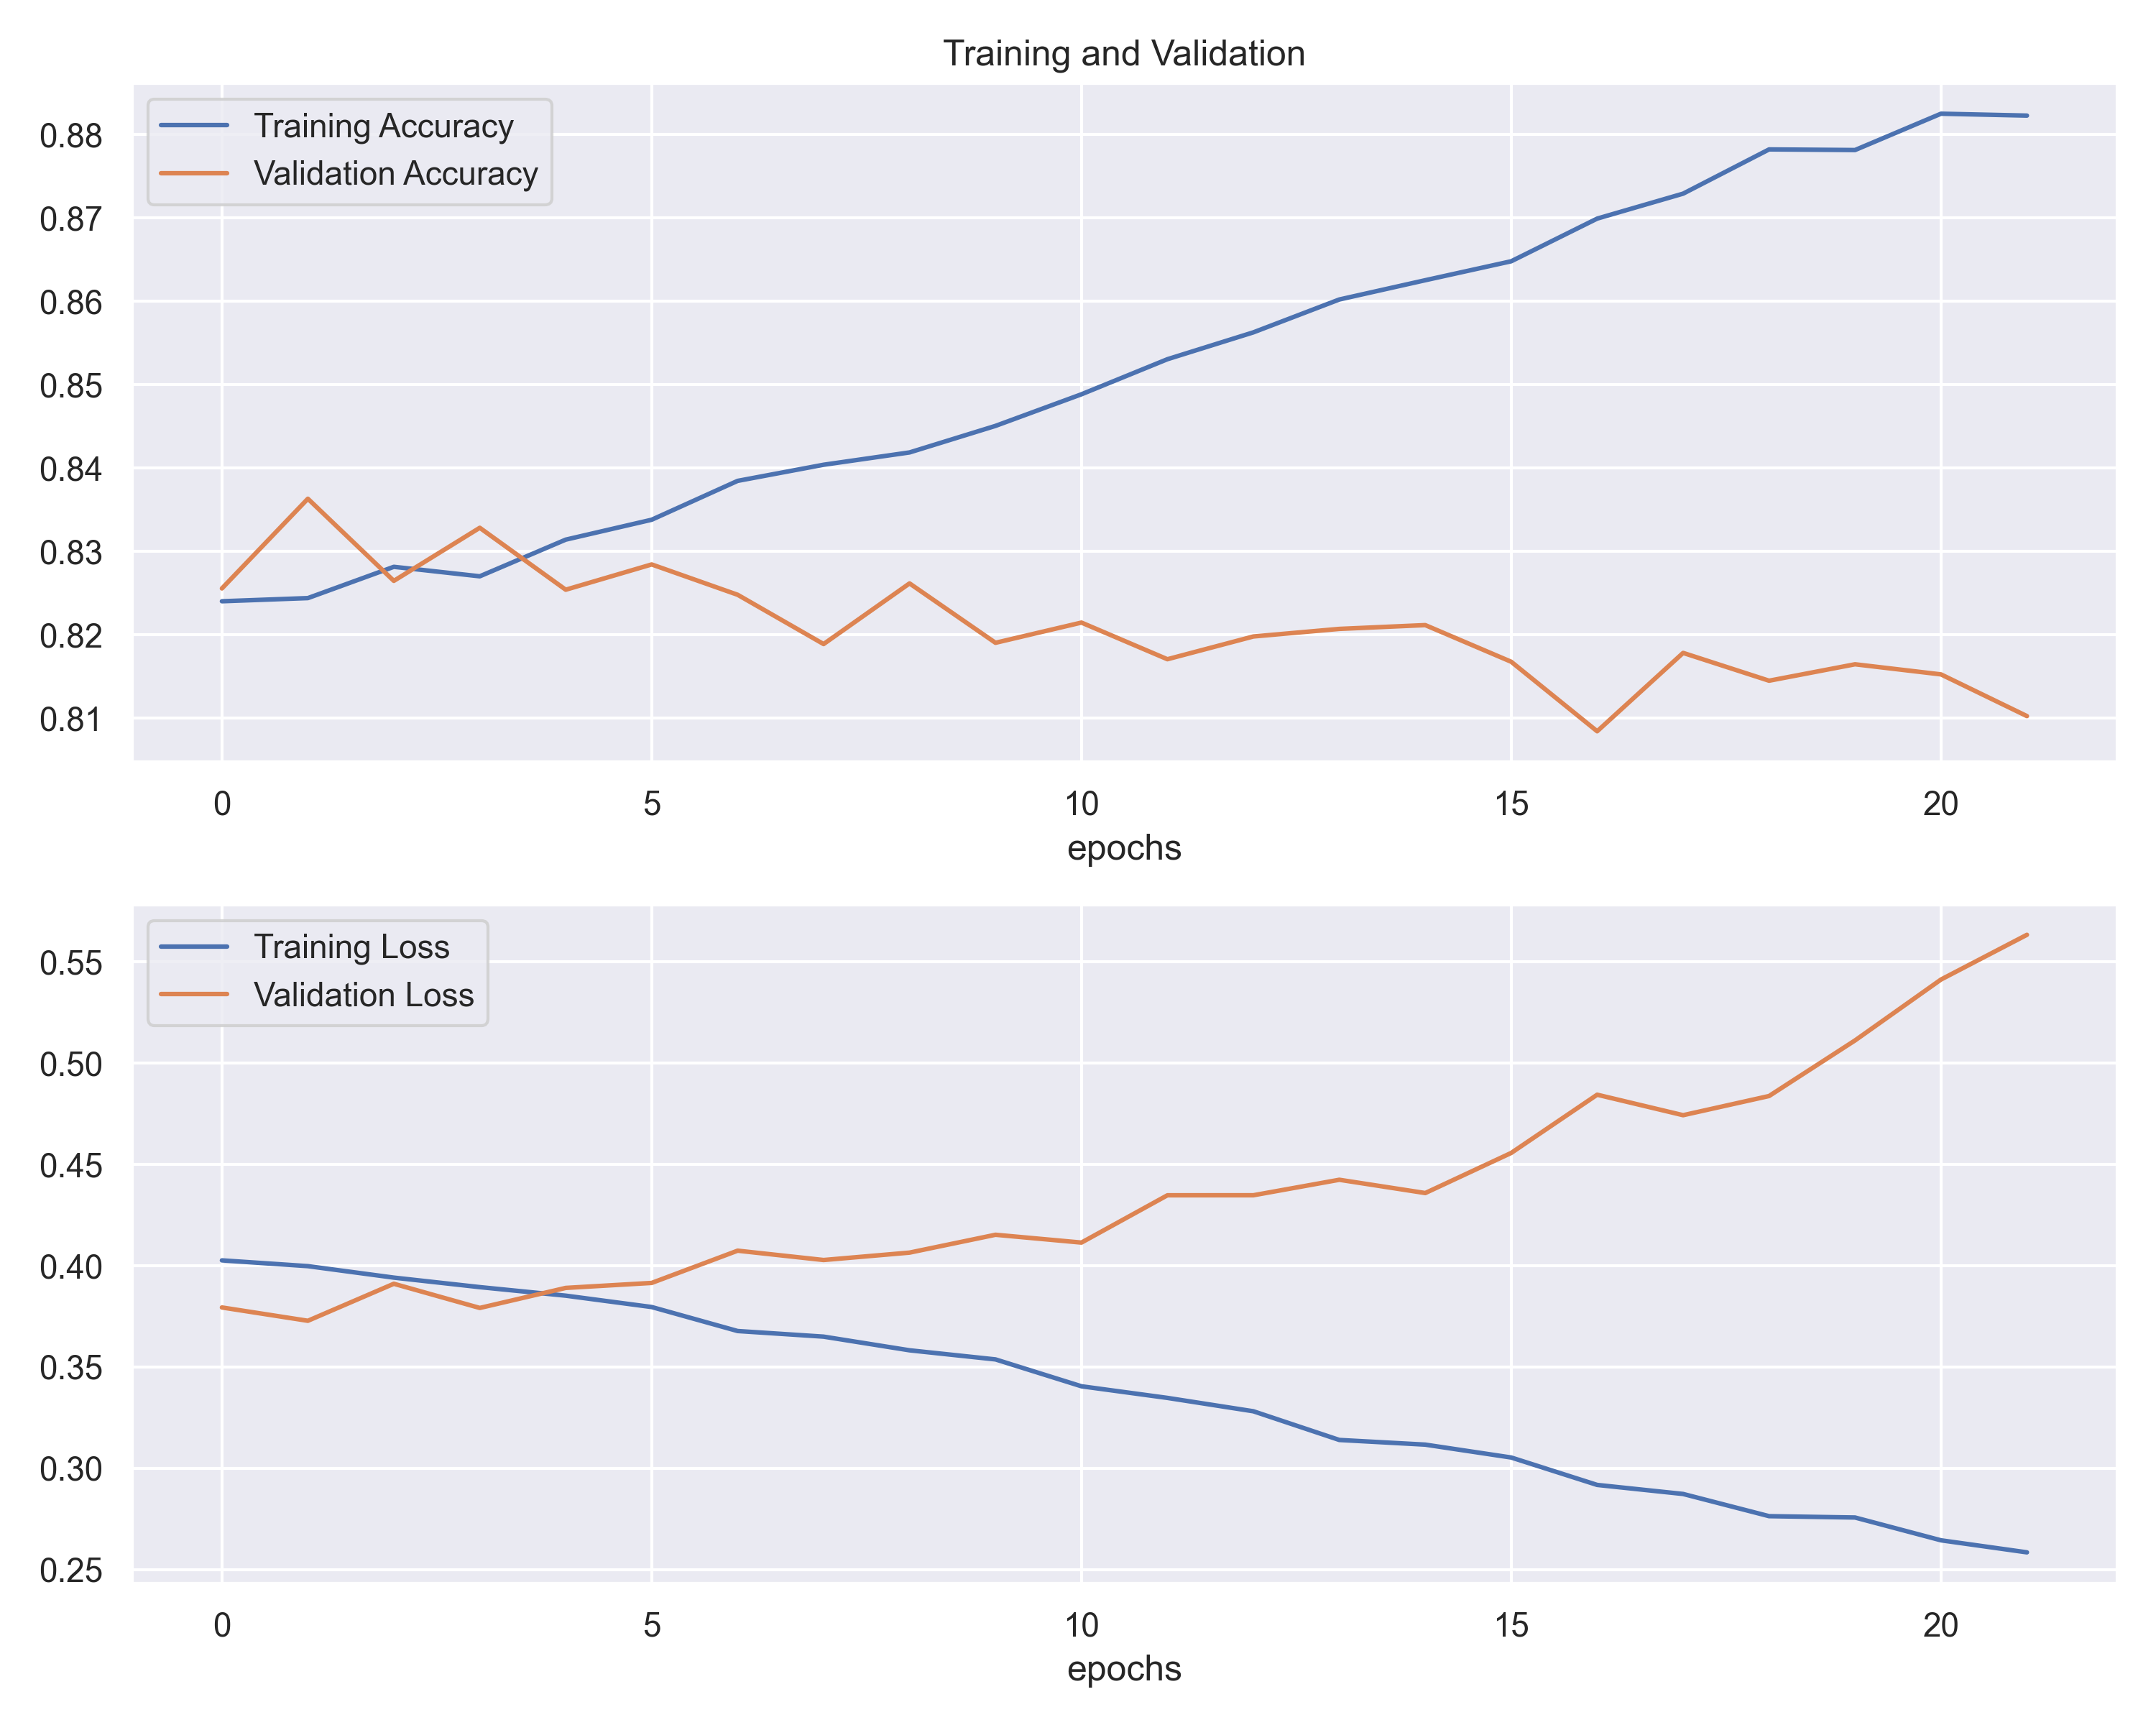 Training and Validation
Training Accuracy
Validation Accuracy
0.88
0.87
0.86
0.85
0.84
0.83
0.82
0.81
0 5 10 15 20
epochs
Training Loss
Validation Loss
0.55
0.50
0.45
0.40
0.35
0.30
0.25
0 5 10 15 20
epochs